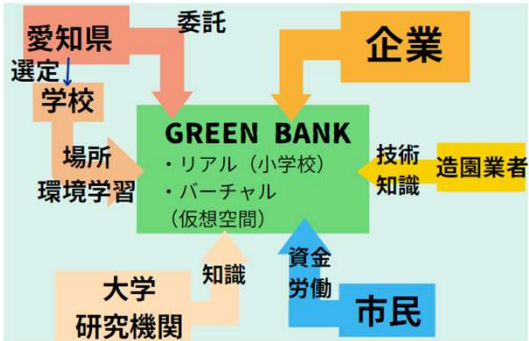 愛知県
委託
企業
選定
学校
GREEN BANK
・リアル（小学校）
・バーチャル
（仮想空間）
場所
環境学習
技術
知識
造園業者
大学
研究機関
知識
資金
労働
市民